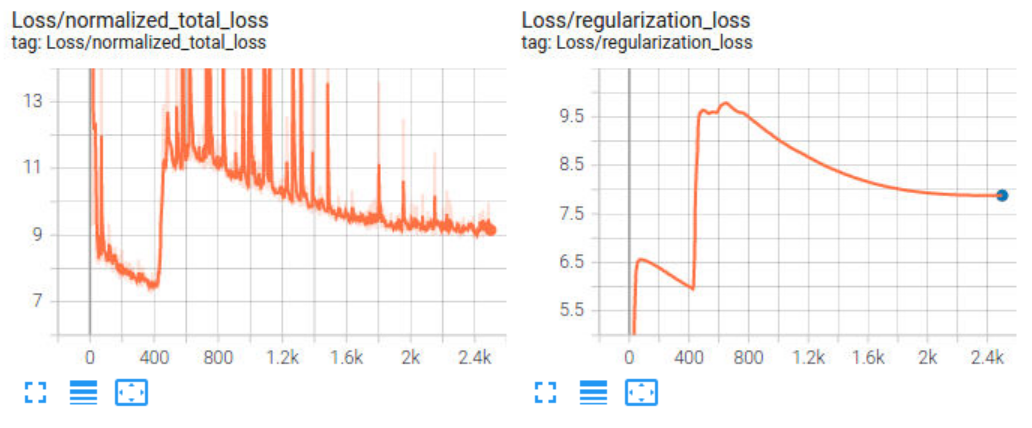 Loss/normalized_total_loss
tag: Loss/normalized_total_loss
13
11
9
7
0 400 800 1.2k 1.6k 2k 2.4k
Loss/regularization_loss
tag: Loss/regularization_loss
9.5
8.5
7.5
6.5
5.5
0 400 800 1.2k 1.6k 2k 2.4k